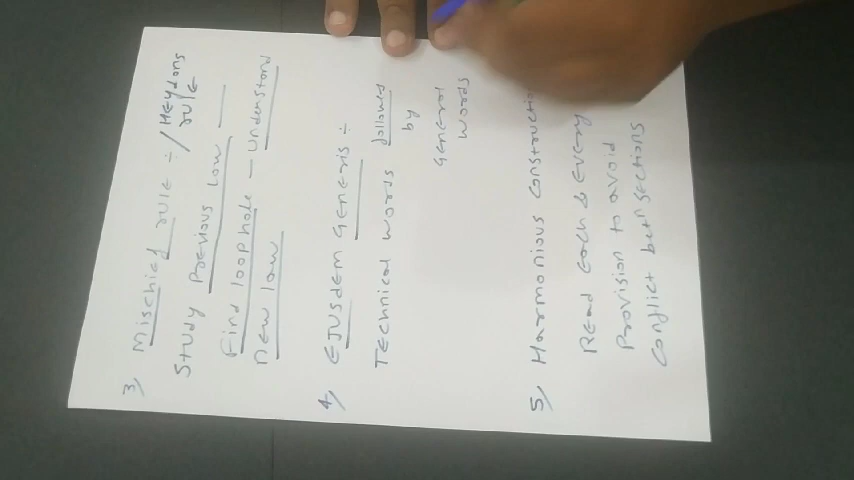 3) Mischief rule ÷ / Heydons
rule
Study Previous Law —
Find loophole — Understand
New Law
4) Ejusdem Generis ÷
Technical words followed
by
General
words
5) Harmonious
Read Each & Every
Provision to avoid
Conflict betn sections